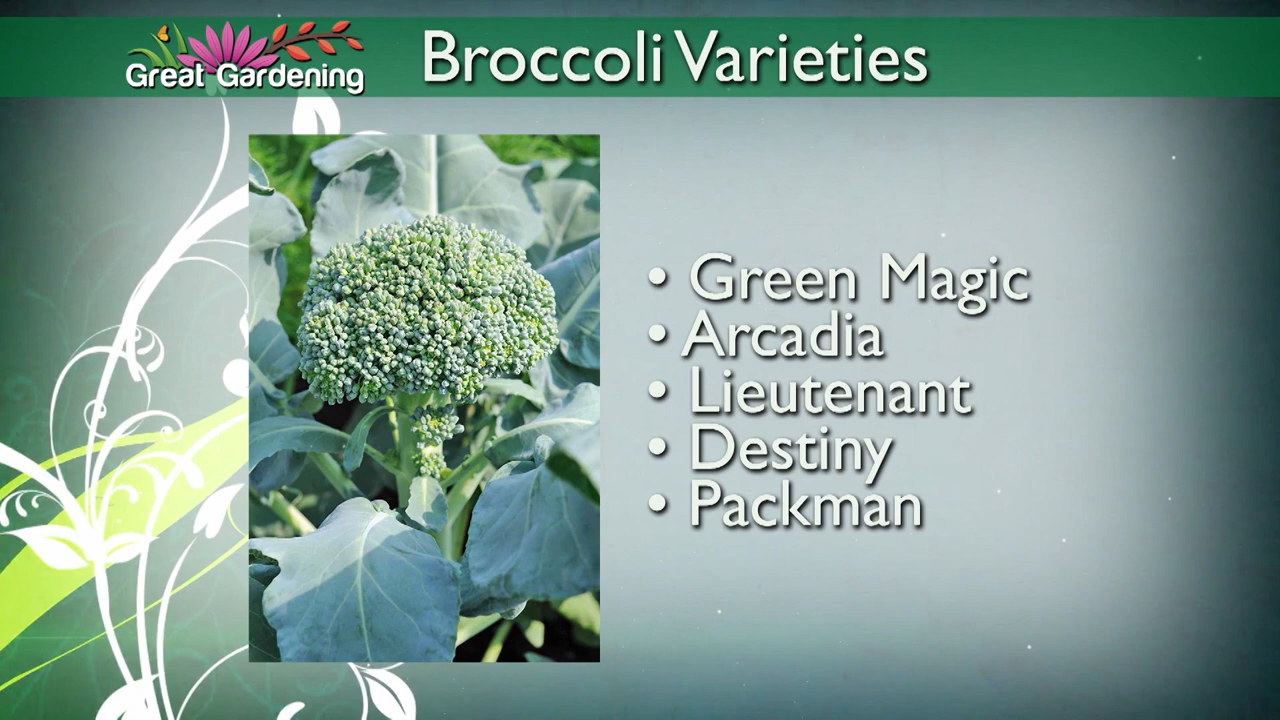 Great Gardening
Broccoli Varieties
• Green Magic
• Arcadia
• Lieutenant
• Destiny
• Packman